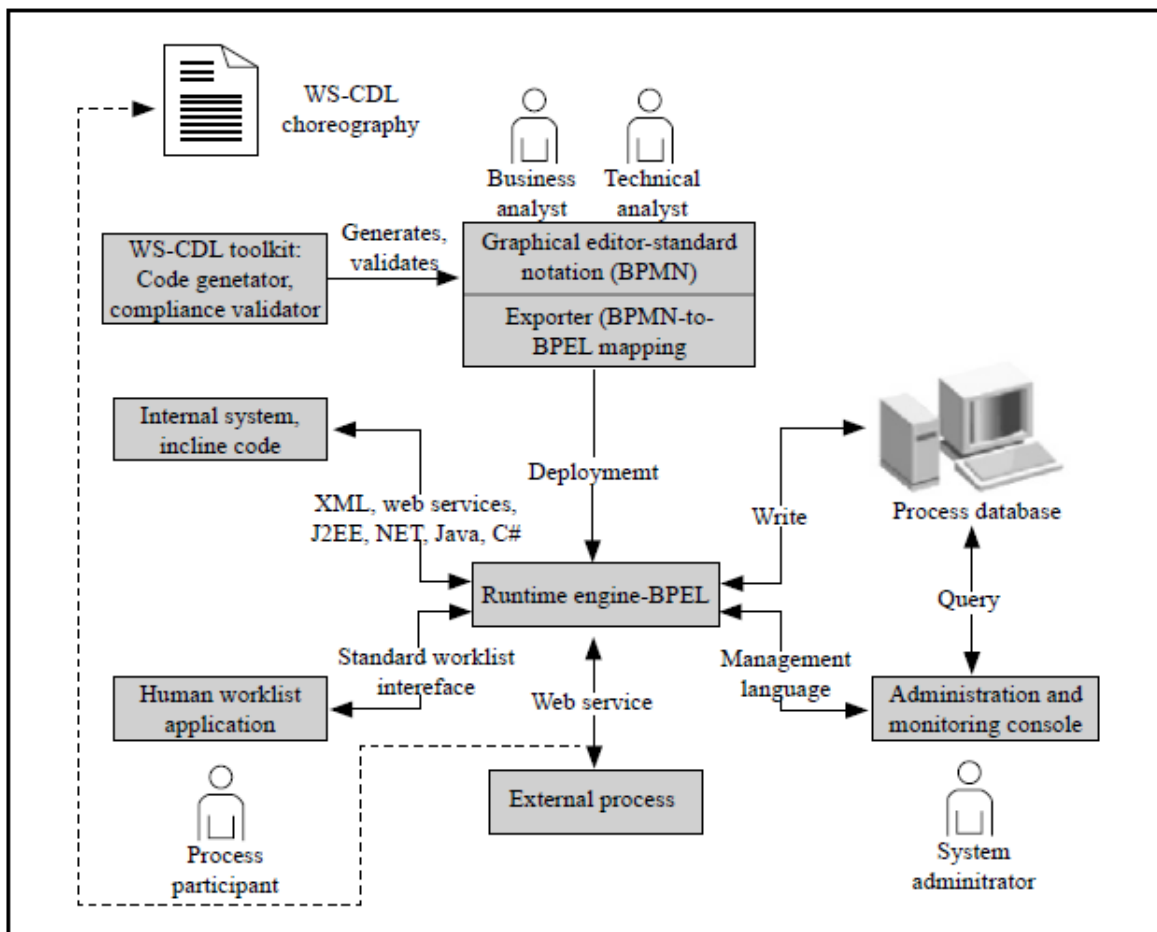 WS-CDL
choreography
Business
analyst
Technical
analyst
WS-CDL toolkit:
Code genetator,
compliance validator
Generates,
validates
Graphical editor-standard
notation (BPMN)
Exporter (BPMN-to-
BPEL mapping
Internal system,
incline code
Deploymemt
XML, web services,
J2EE, NET, Java, C#
Write
Process database
Runtime engine-BPEL
Query
Standard worklist
intereface
Management
language
Human worklist
application
Web service
Administration and
monitoring console
External process
Process
participant
System
adminitrator